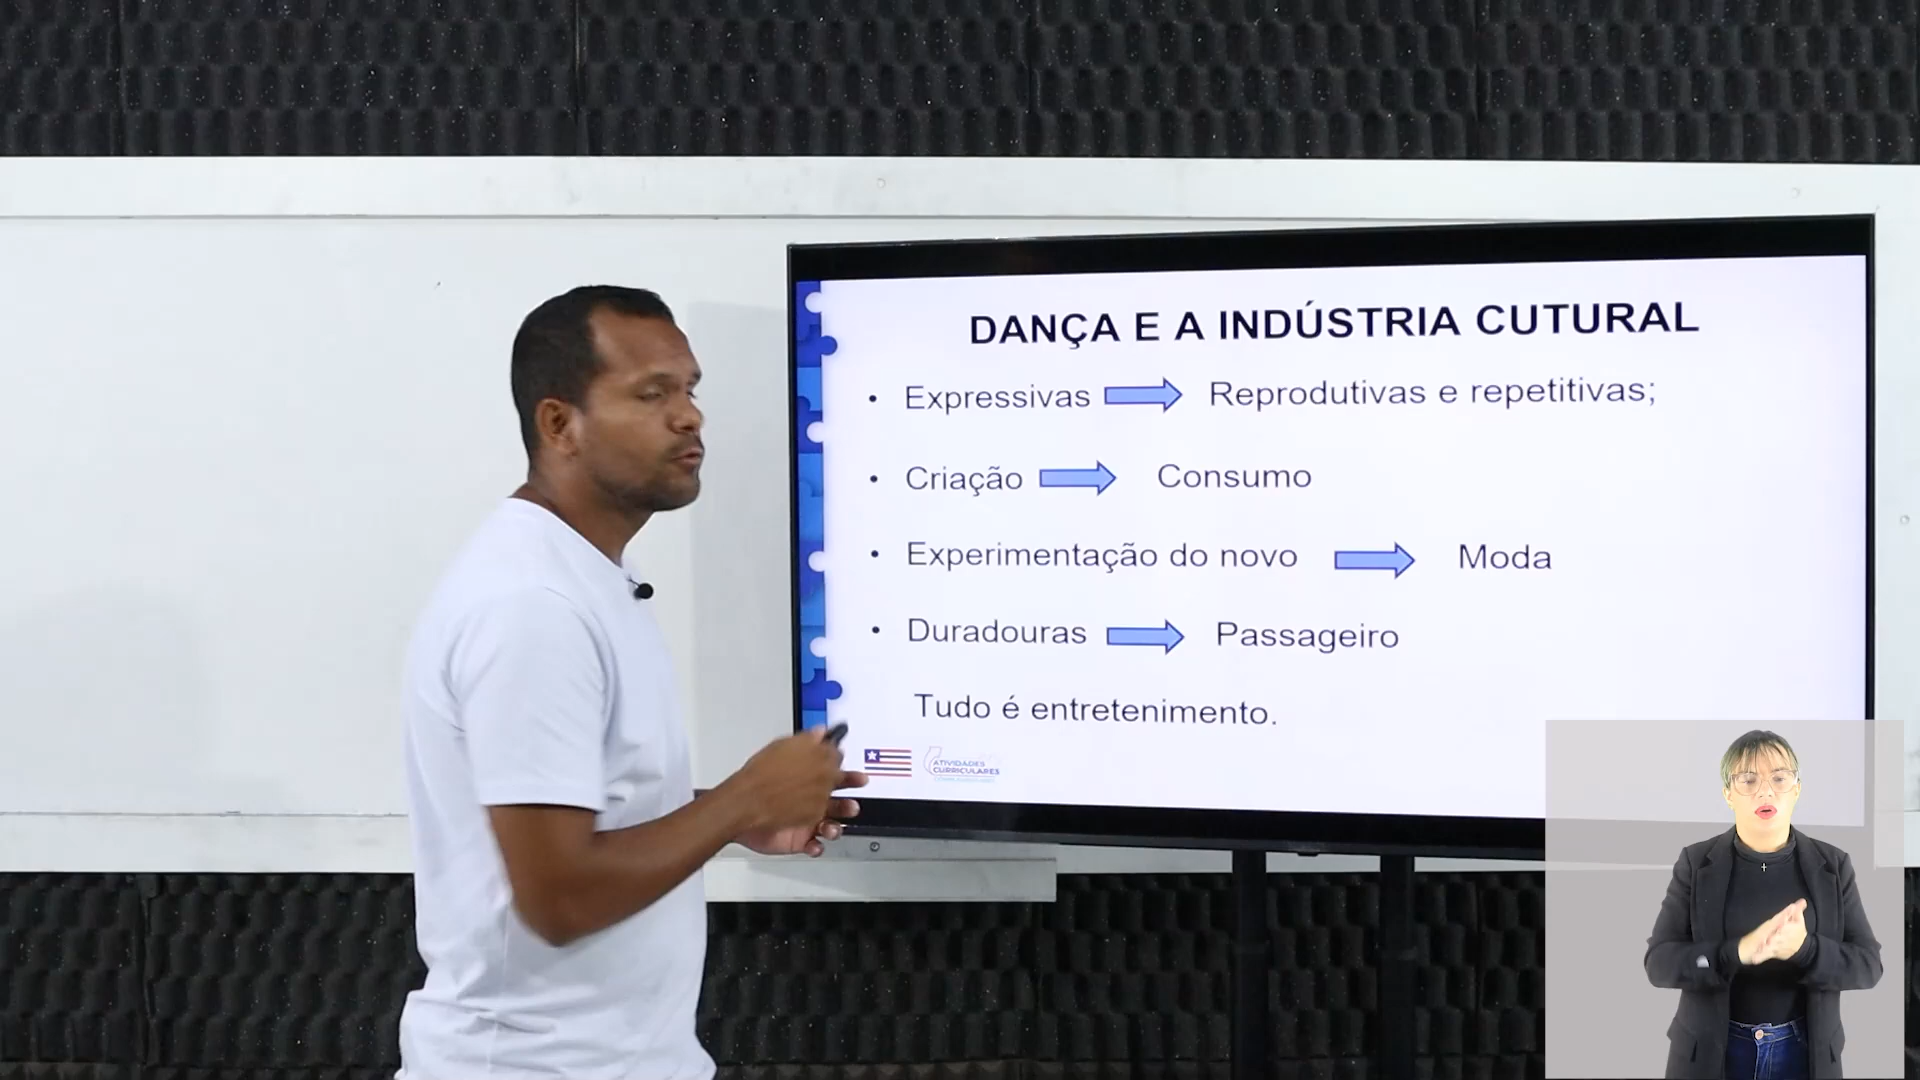 DANÇA E A INDÚSTRIA CUTURAL
• Expressivas Reprodutivas e repetitivas;
• Criação Consumo
• Experimentação do novo Moda
• Duradouras Passageiro
Tudo é entretenimento.
ATIVIDADES
CURRICULARES